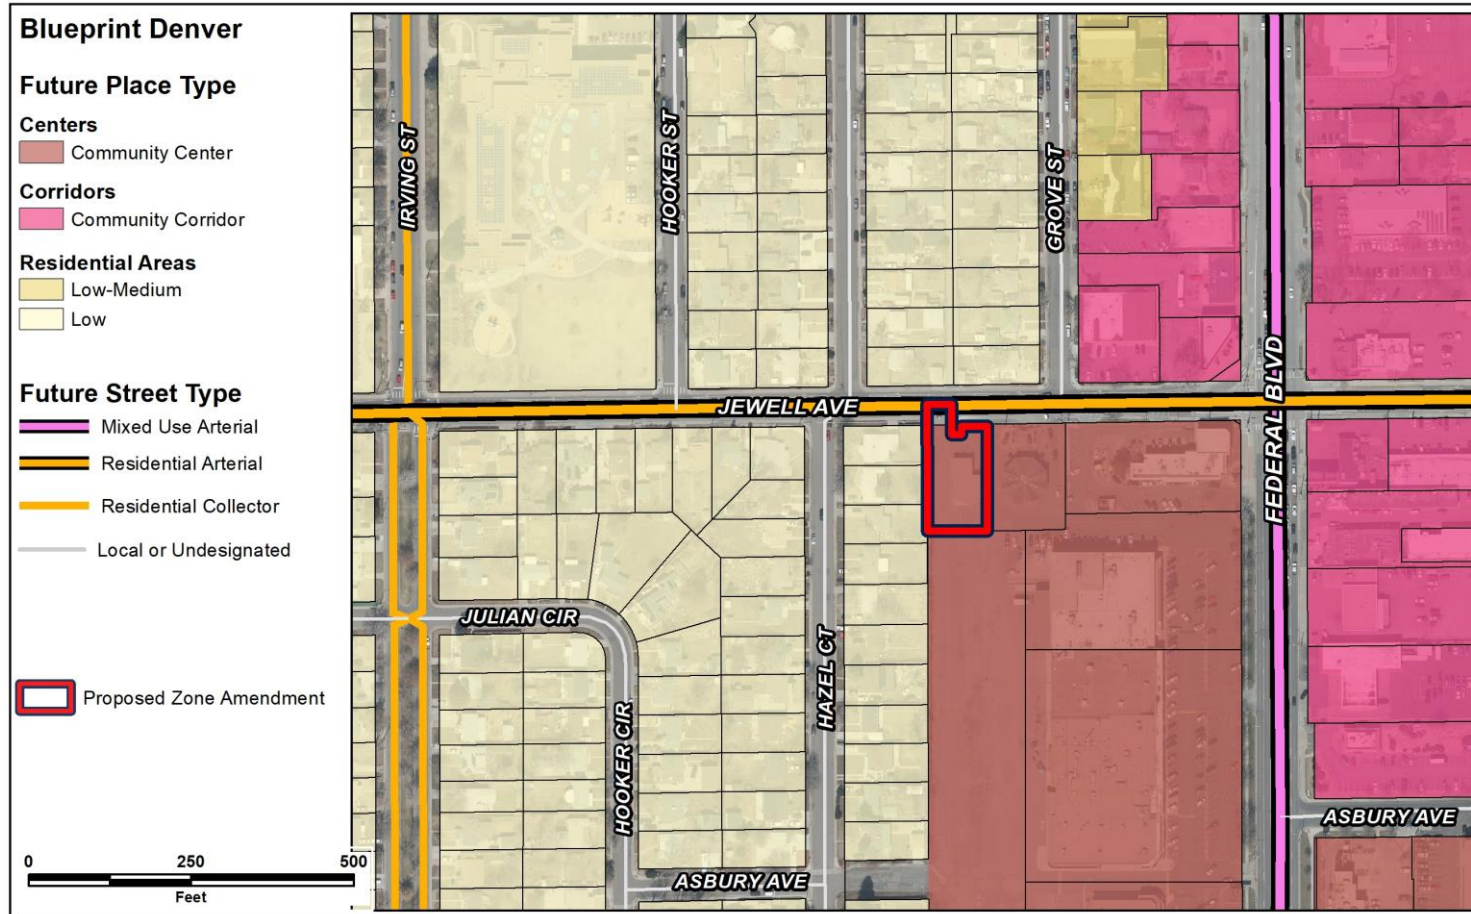 Blueprint Denver
Future Place Type
Centers
Community Center
Corridors
Community Corridor
Residential Areas
Low-Medium
Low
Future Street Type
Mixed Use Arterial
Residential Arterial
Residential Collector
Local or Undesignated
Proposed Zone Amendment
0 250 500
Feet
IRVING ST
HOOKER ST
GROVE ST
FEDERAL BLVD
JEWELL AVE
JULIAN CIR
HOOKER CIR
HAZEL CT
ASBURY AVE
ASBURY AVE